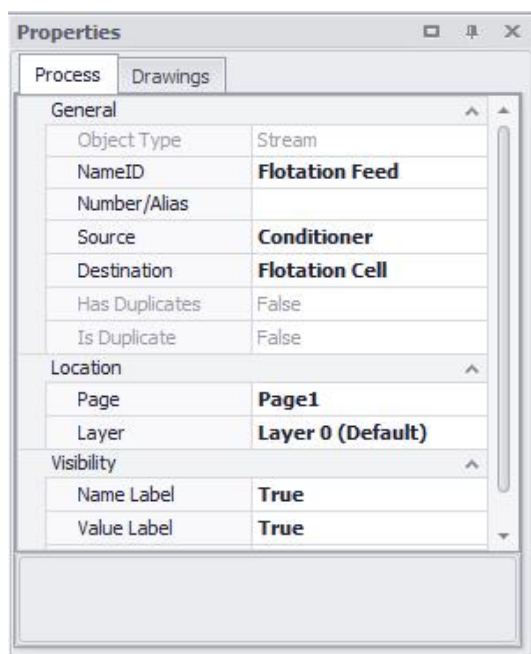 Properties
Process Drawings
General
Object Type Stream
NameID Flotation Feed
Number/Alias
Source Conditioner
Destination Flotation Cell
Has Duplicates False
Is Duplicate False
Location
Page Page1
Layer Layer 0 (Default)
Visibility
Name Label True
Value Label True